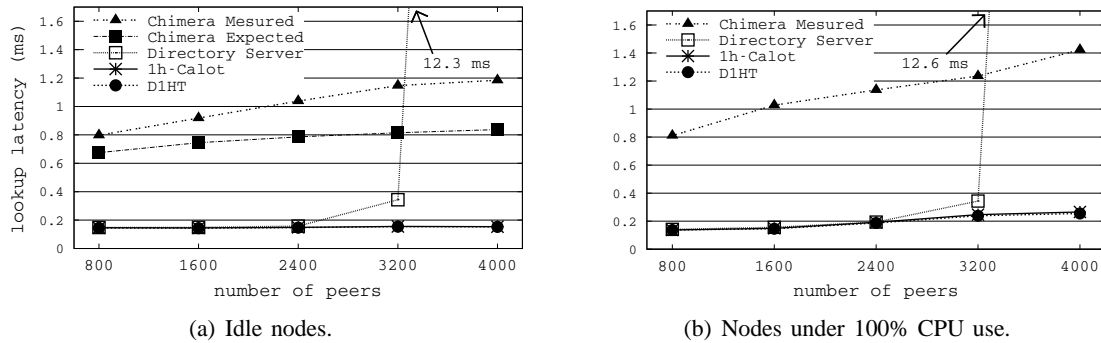 1.6
1.4
1.2
1
0.8
0.6
0.4
0.2
0
lookup latency (ms)
Chimera Mesured
Chimera Expected
Directory Server
1h-Calot
D1HT
12.3 ms
800 1600 2400 3200 4000
number of peers
(a) Idle nodes.
1.6
1.4
1.2
1
0.8
0.6
0.4
0.2
0
Chimera Mesured
Directory Server
1h-Calot
D1HT
12.6 ms
800 1600 2400 3200 4000
number of peers
(b) Nodes under 100% CPU use.